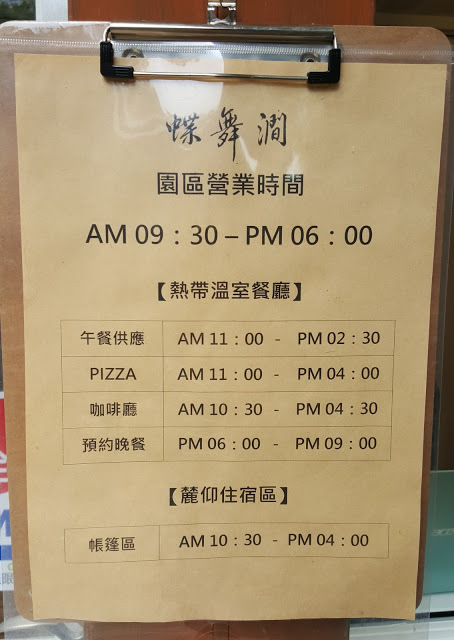 蝶舞澗
園區營業時間
AM 09：30 – PM 06：00
【熱帶溫室餐廳】
午餐供應 AM 11：00 - PM 02：30
PIZZA AM 11：00 - PM 04：00
咖啡廳 AM 10：30 - PM 04：30
預約晚餐 PM 06：00 - PM 09：00
【麓仰住宿區】
帳篷區 AM 10：30 - PM 04：00